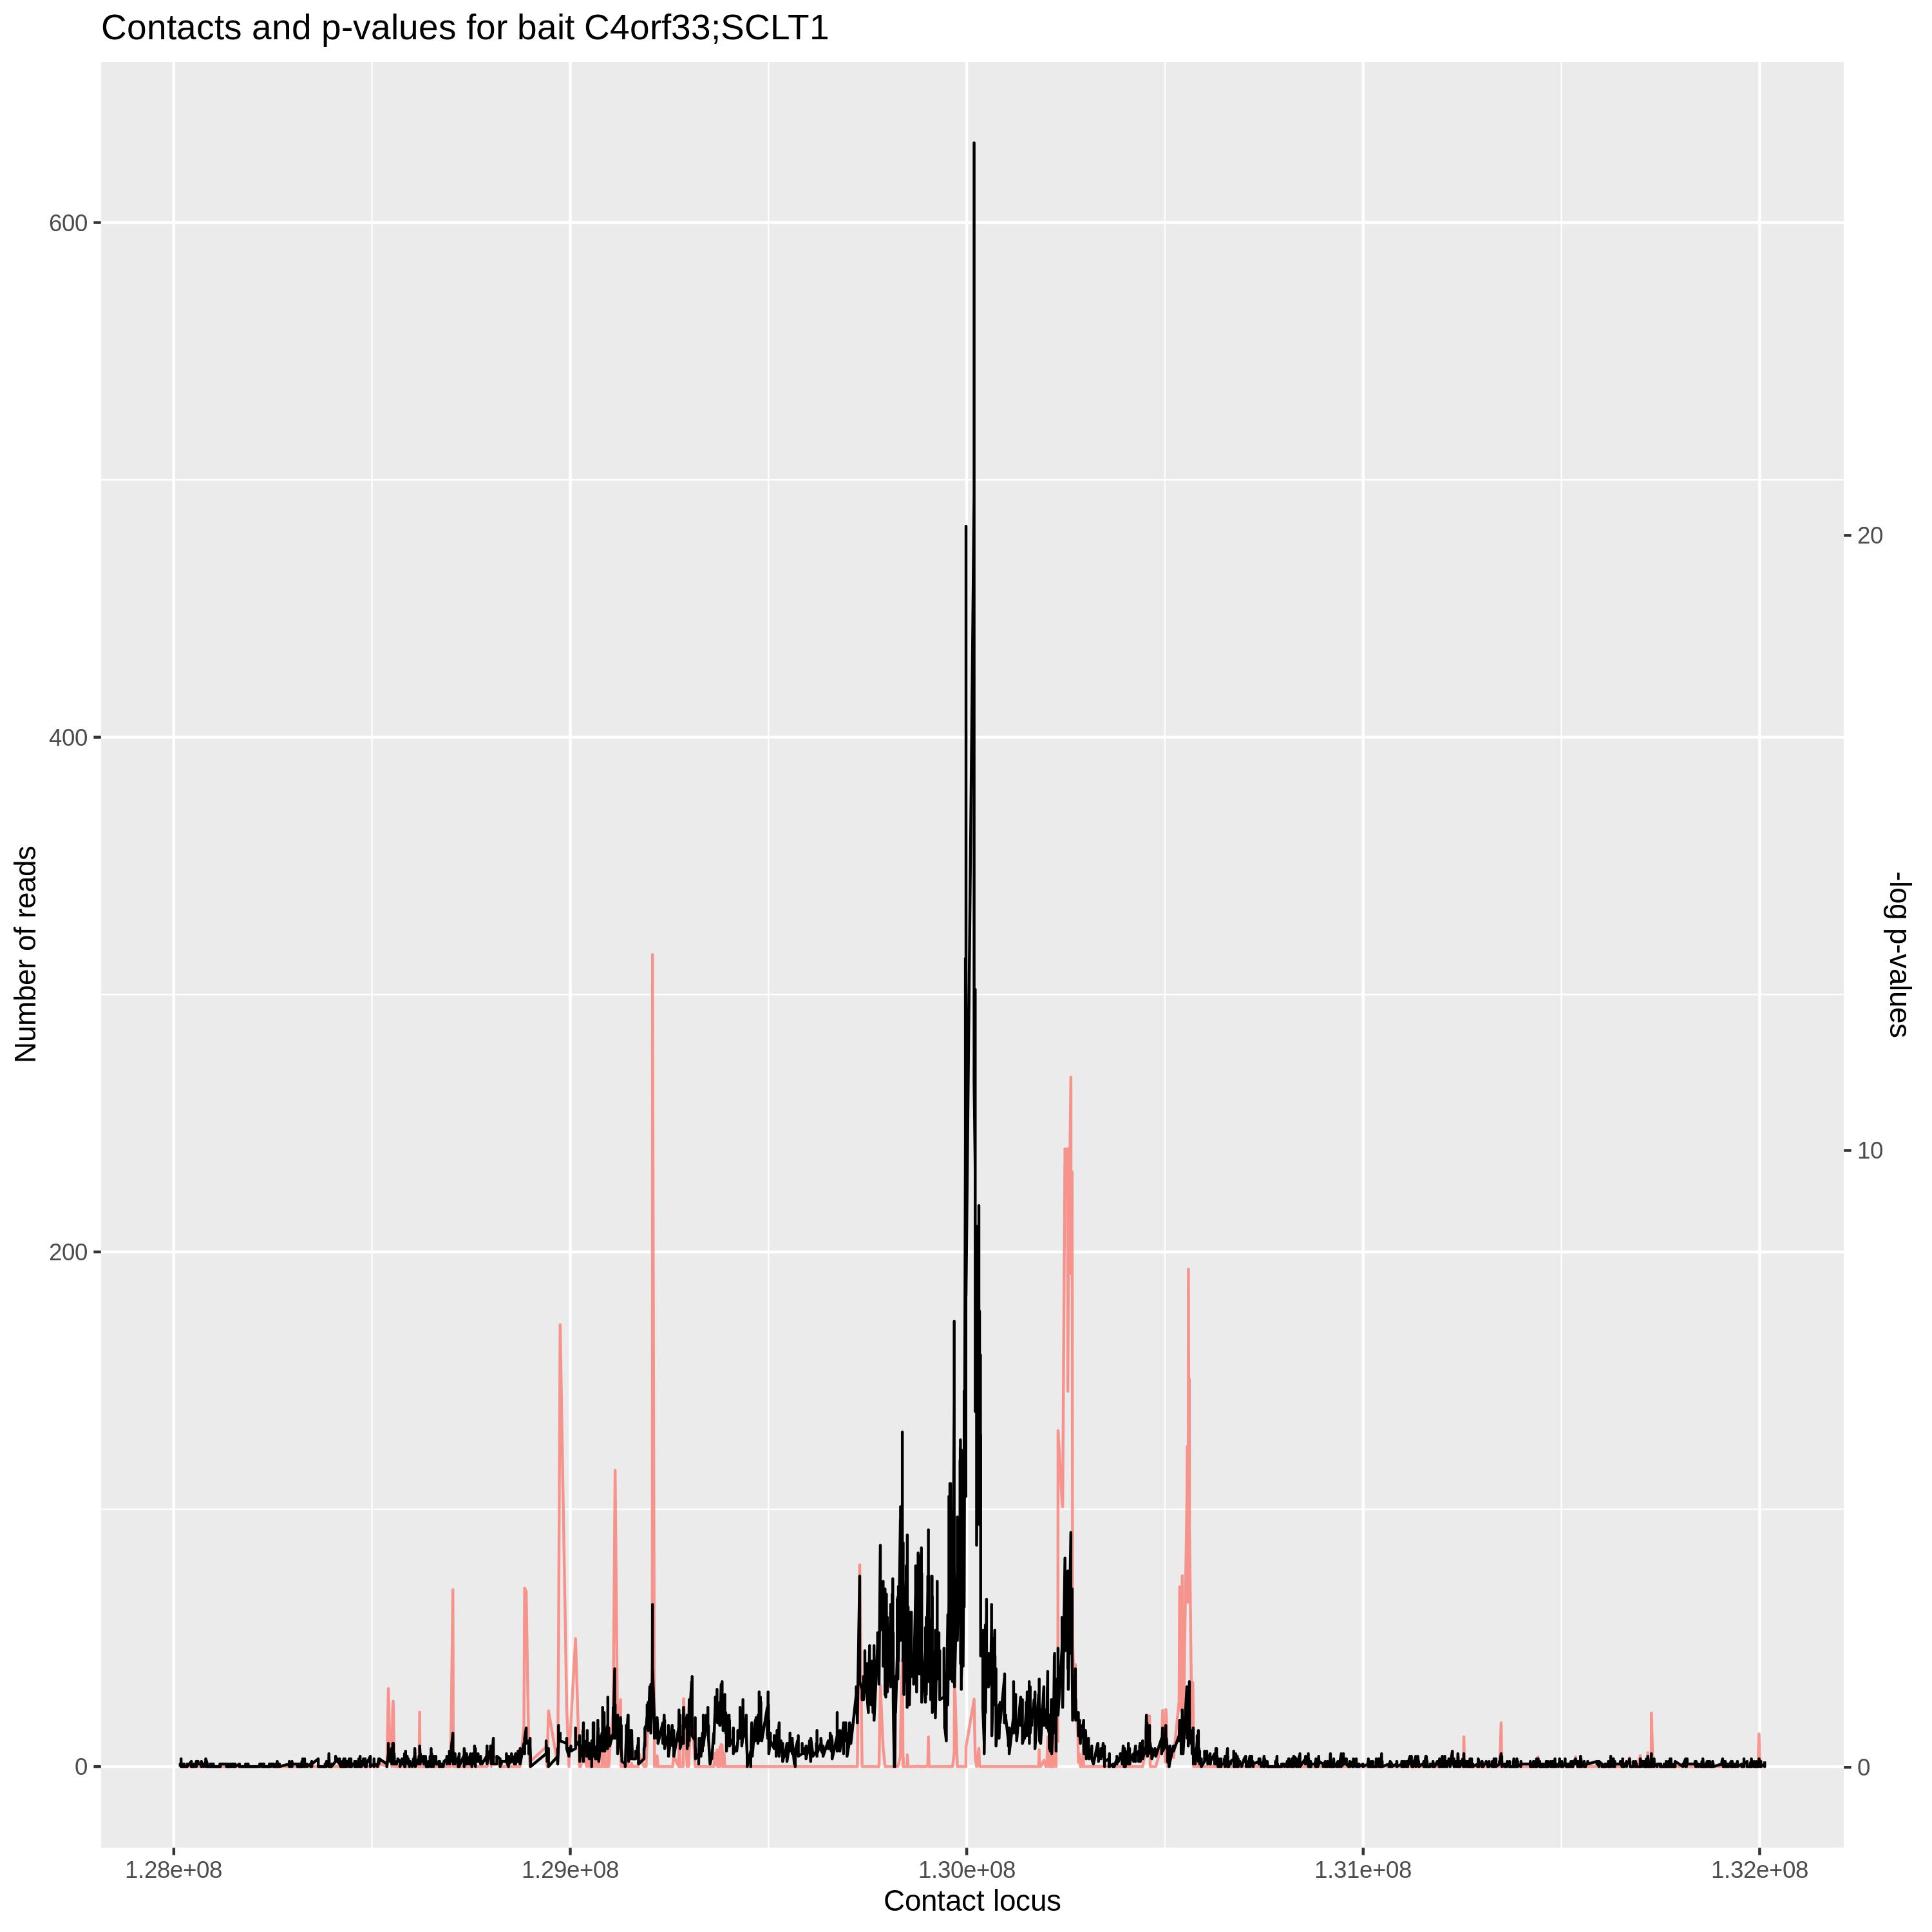 Contacts and p-values for bait C4orf33;SCLT1
600
400
200
0
Number of reads
20
10
0
-log p-values
1.28e+08 1.29e+08 1.30e+08 1.31e+08 1.32e+08
Contact locus